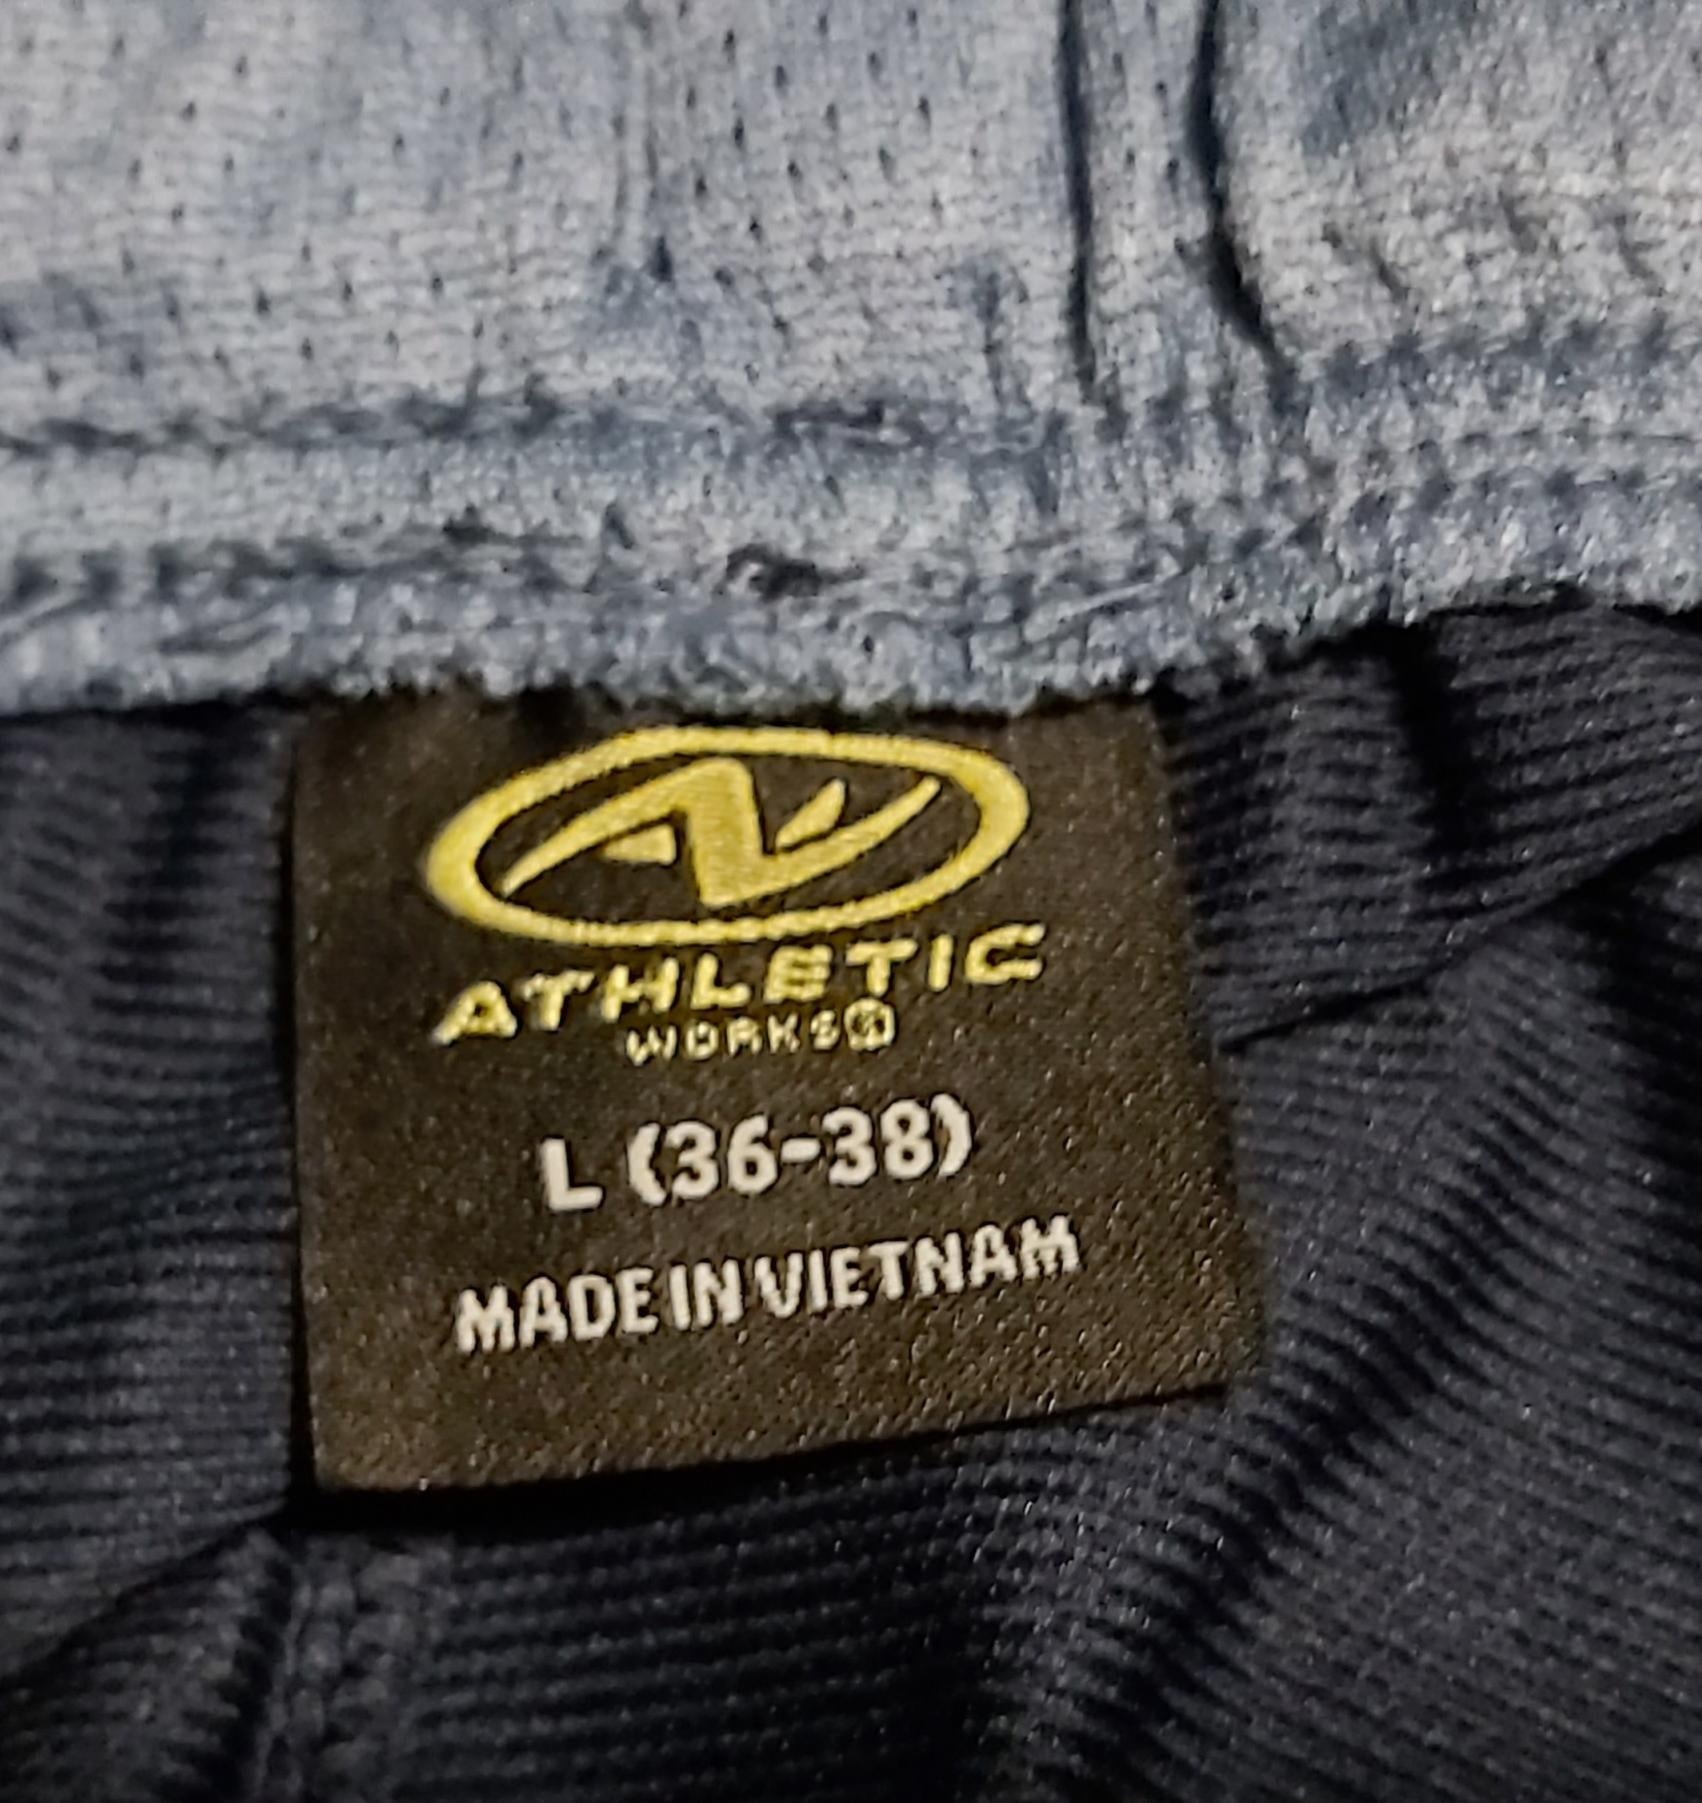 ATHLETIC
WORKS®
L (36-38)
MADE IN VIETNAM